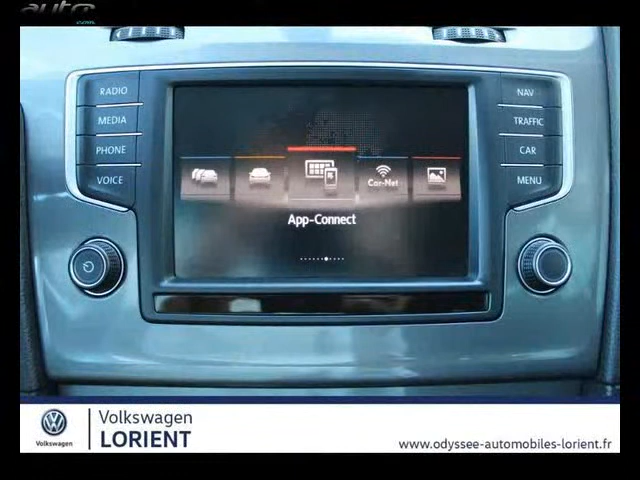 auto
RADIO
MEDIA
PHONE
VOICE
NAV
TRAFFIC
CAR
MENU
Car-Net
App-Connect
Volkswagen
Volkswagen
LORIENT
www.odyssee-automobiles-lorient.fr